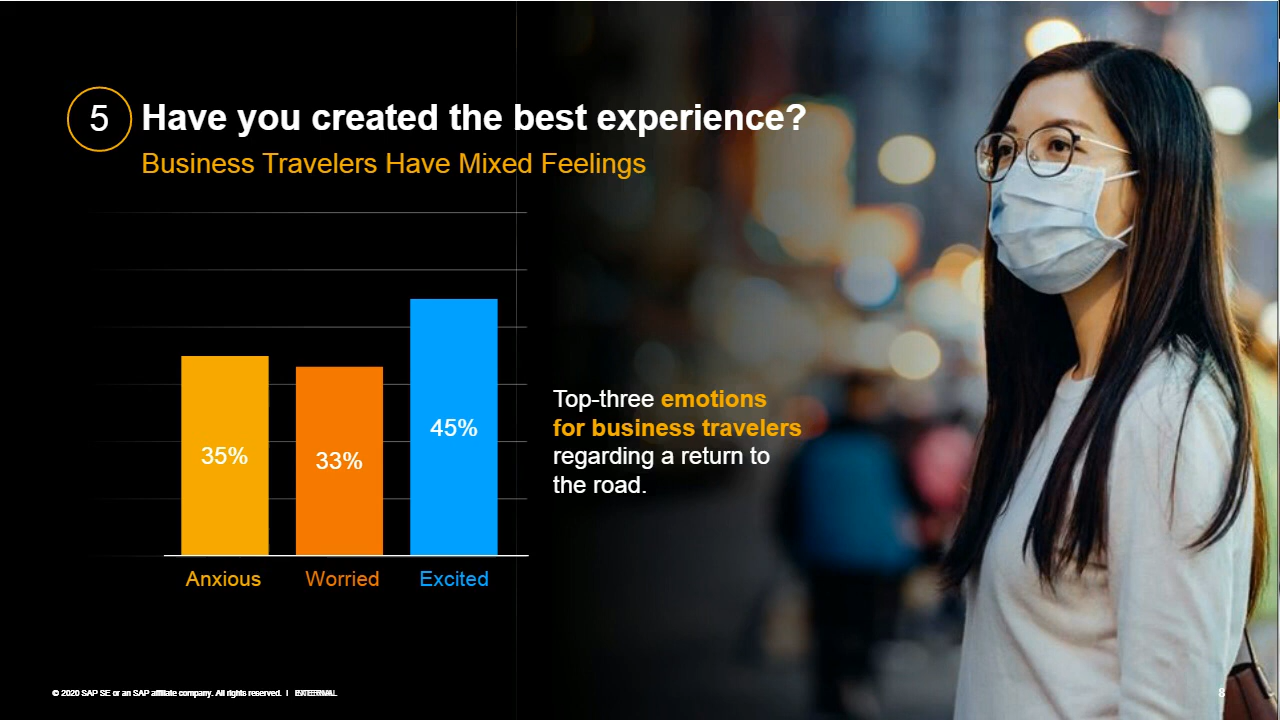 5
Have you created the best experience?
Business Travelers Have Mixed Feelings
35%
33%
45%
Anxious
Worried
Excited
Top-three emotions
for business travelers
regarding a return to
the road.
© 2020 SAP SE or an SAP affiliate company. All rights reserved. | INTERNAL
8